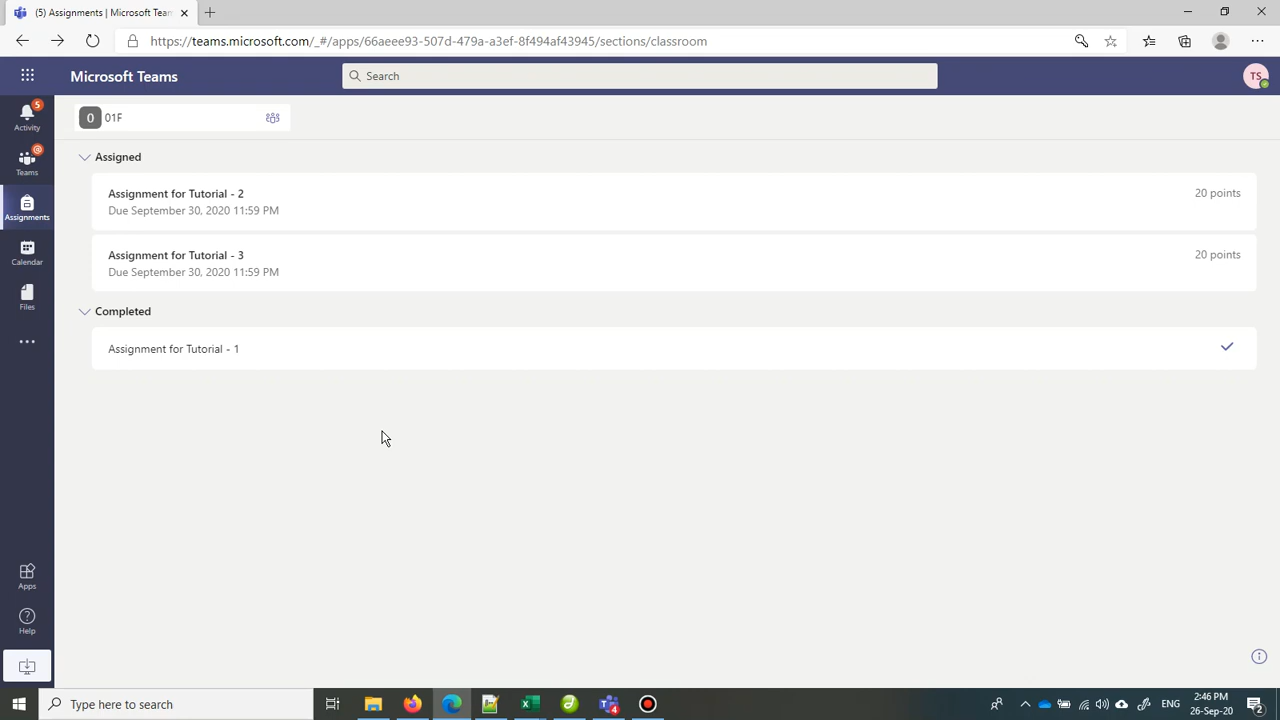 (5) Assignments | Microsoft Team
https://teams.microsoft.com/_#/apps/66aeee93-507d-479a-a3ef-8f494af43945/sections/classroom
Microsoft Teams
Search
TS
5
Activity
@
Teams
Assignments
Calendar
Files
Apps
Help
0 01F
Assigned
Assignment for Tutorial - 2
20 points
Due September 30, 2020 11:59 PM
Assignment for Tutorial - 3
20 points
Due September 30, 2020 11:59 PM
Completed
Assignment for Tutorial - 1
Type here to search
4
ENG
2:46 PM
26-Sep-20
2